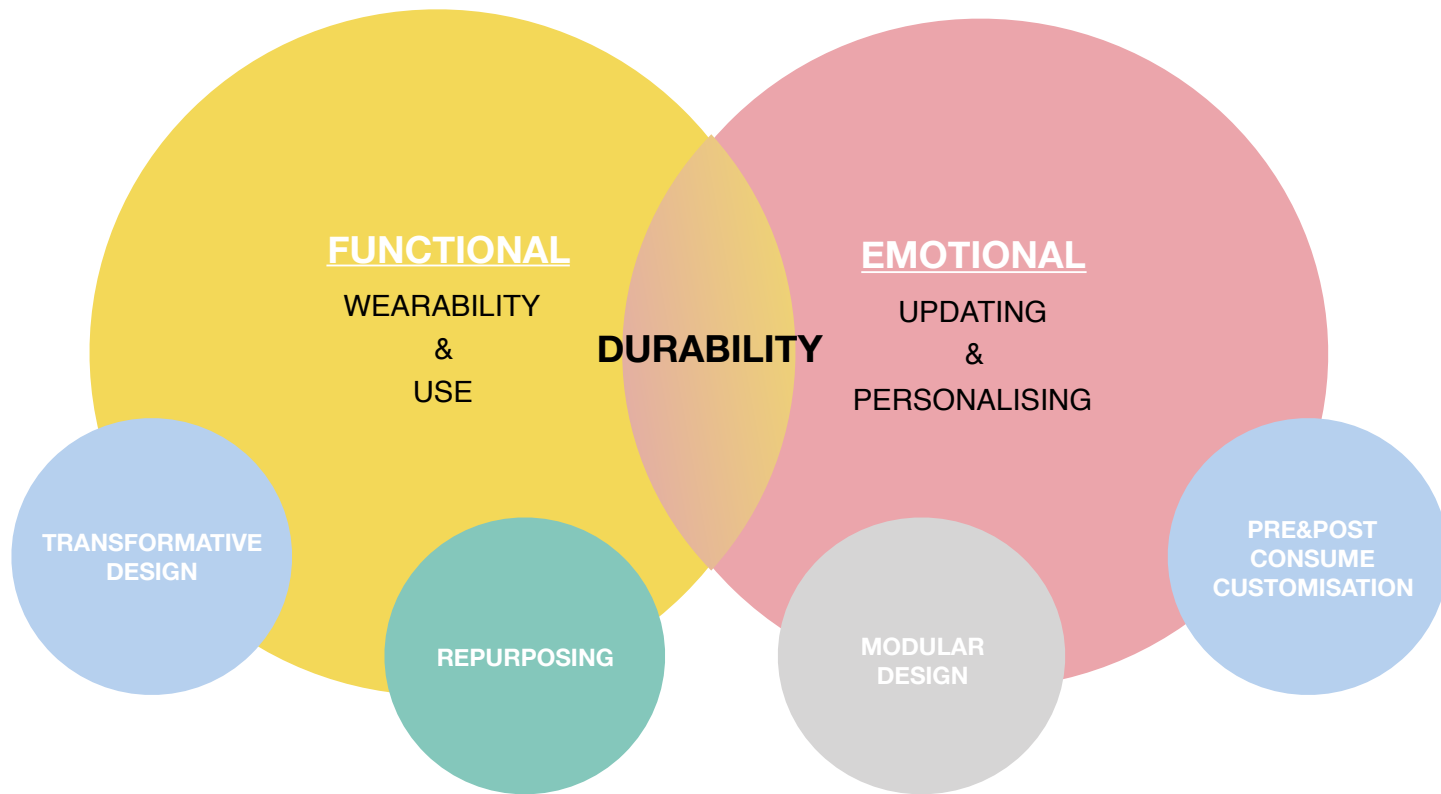 FUNCTIONAL
WEARABILITY
&
USE
DURABILITY
EMOTIONAL
UPDATING
&
PERSONALISING
TRANSFORMATIVE
DESIGN
REPURPOSING
MODULAR
DESIGN
PRE&POST
CONSUME
CUSTOMISATION